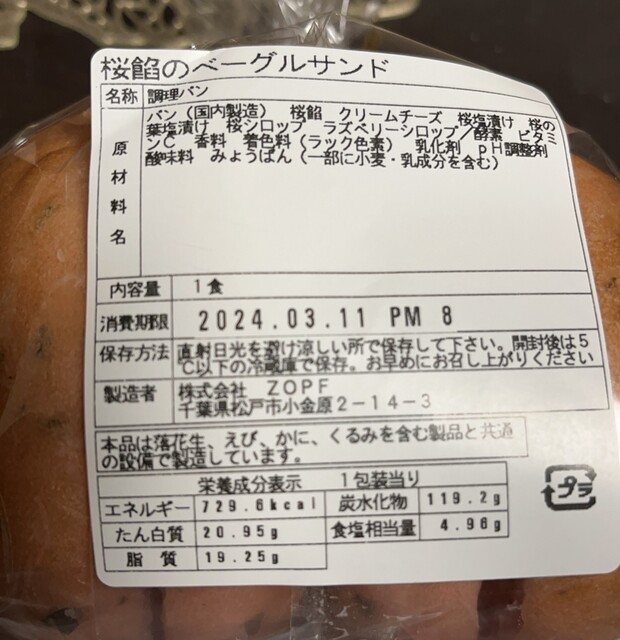 桜餡のベーグルサンド
名称 調理パン
原材料名
パン（国内製造） 桜餡 クリームチーズ 桜塩漬け 桜の
葉塩漬け 桜シロップ ラズベリーシロップ／酵素 ビタミ
ンC 香料 着色料（ラック色素） 乳化剤 pH調整剤
酸味料 みょうばん（一部に小麦・乳成分を含む）
内容量 1食
消費期限 2024.03.11 PM 8
保存方法 直射日光を避け涼しい所で保存して下さい。開封後は5
℃以下の冷蔵庫で保存。お早めにお召し上がりください
製造者 株式会社 ZOPF
千葉県松戸市小金原2-14-3
本品は落花生、えび、かに、くるみを含む製品と共通
の設備で製造しています。
栄養成分表示 1包装当り
エネルギー 729.6kcal 炭水化物 119.2g
たん白質 20.95g 食塩相当量 4.96g
脂質 19.25g
プラ